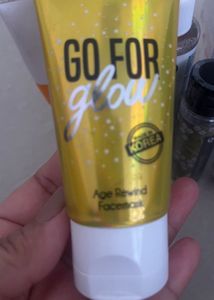 GO FOR
glow
MADE IN
KOREA
Age Rewind
Facemask